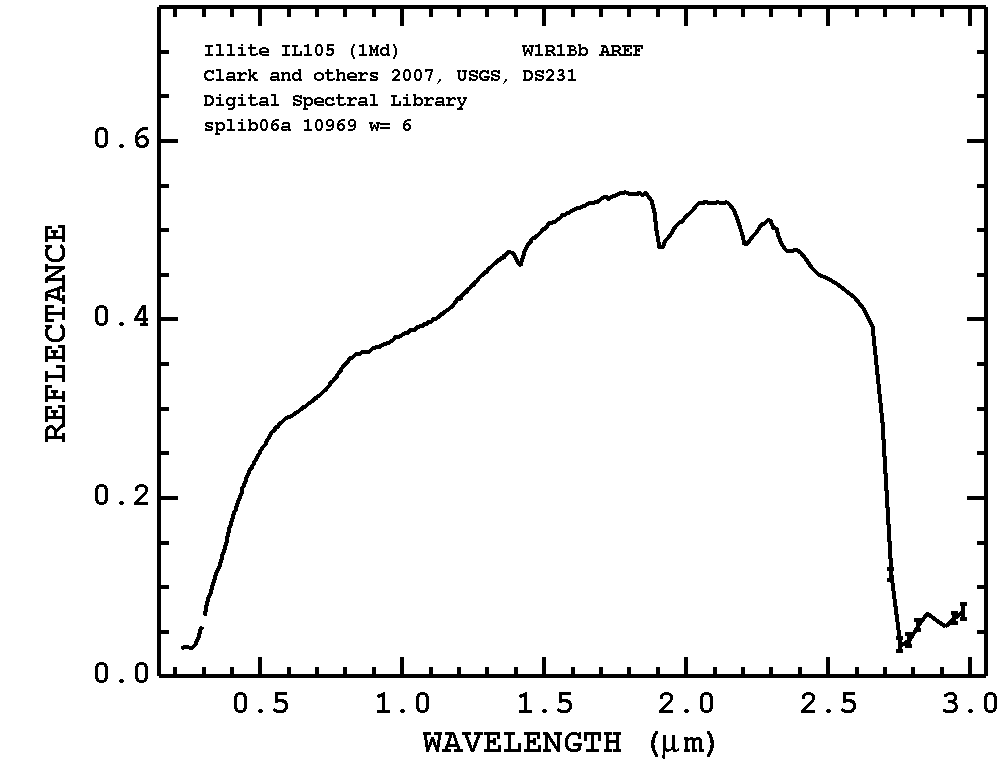 Illite IL105 (1Md) W1R1Bb AREF
Clark and others 2007, USGS, DS231
Digital Spectral Library
splib06a 10969 w= 6
REFLECTANCE
0.6
0.4
0.2
0.0
0.5 1.0 1.5 2.0 2.5 3.0
WAVELENGTH (μm)